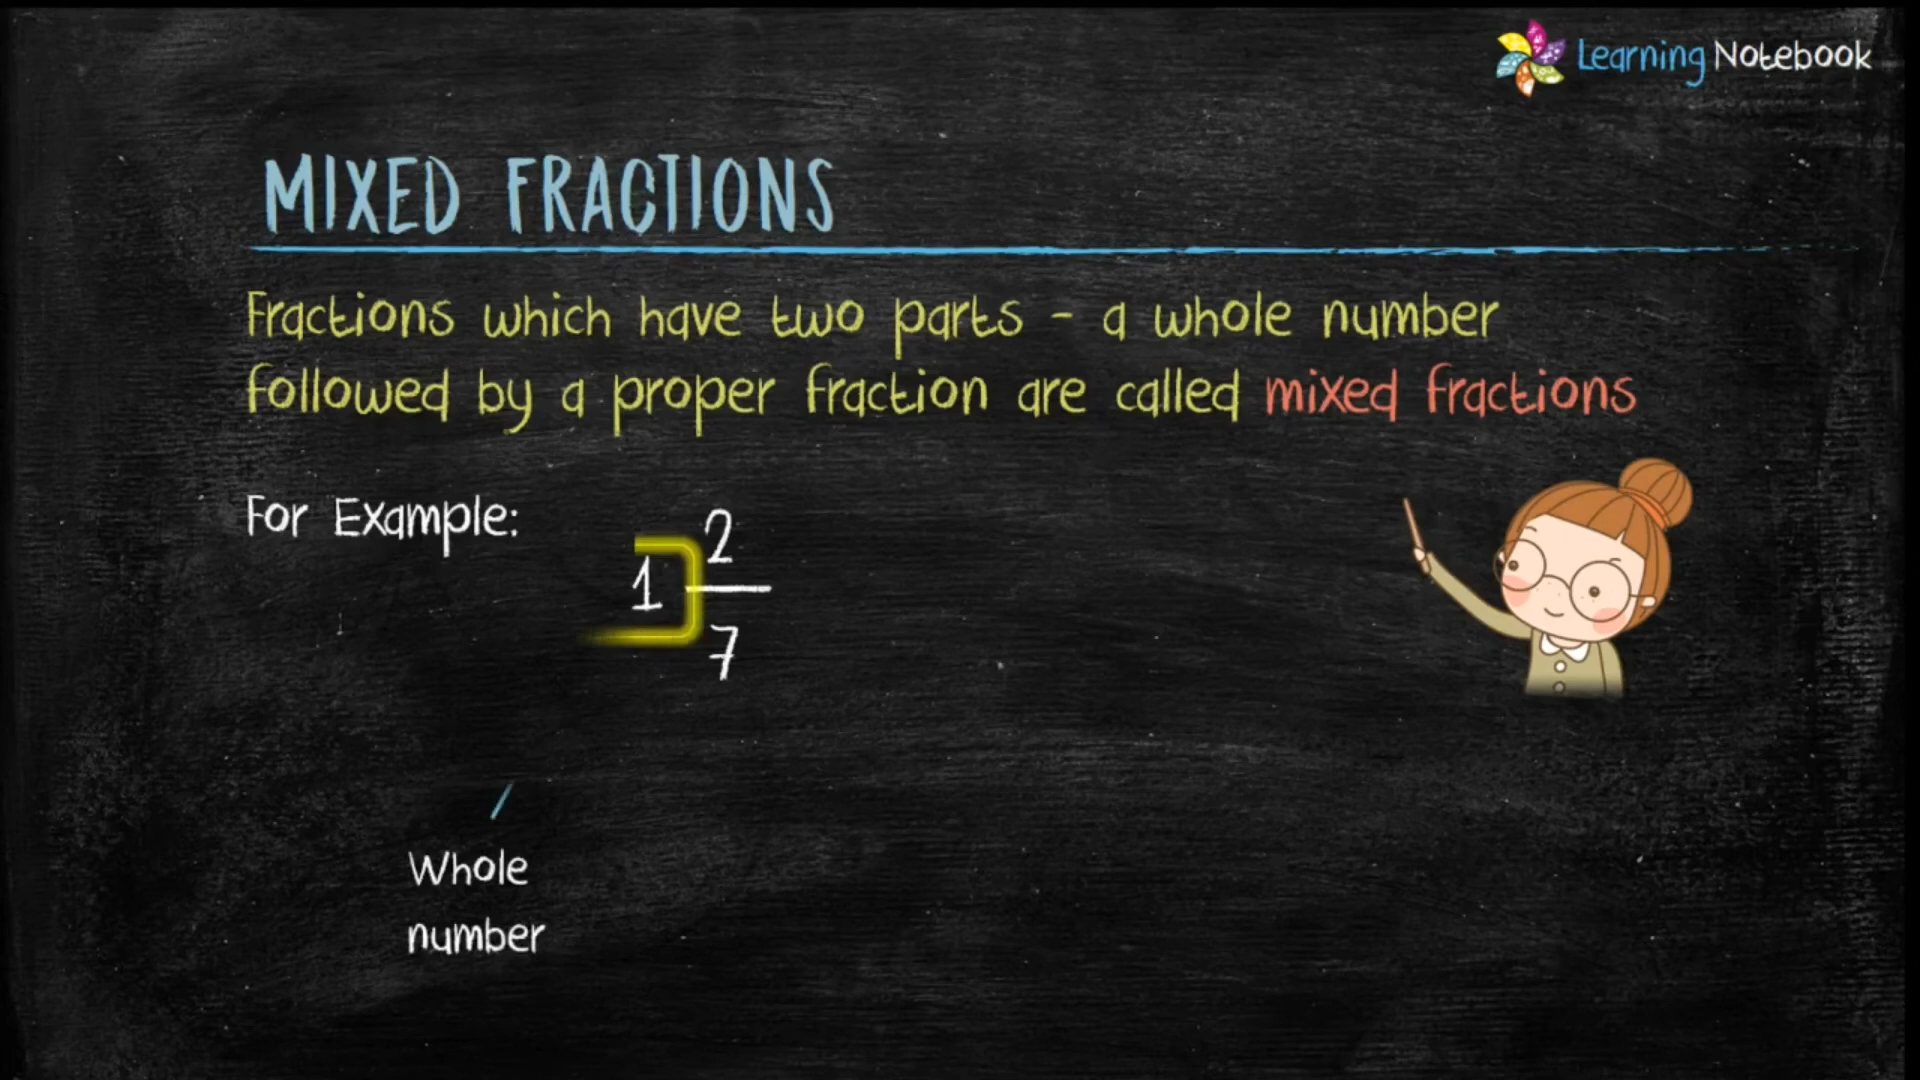 Learning Notebook
MIXED FRACTIONS
Fractions which have two parts - a whole number
followed by a proper fraction are called mixed fractions
For Example:
1 2/7
Whole
number